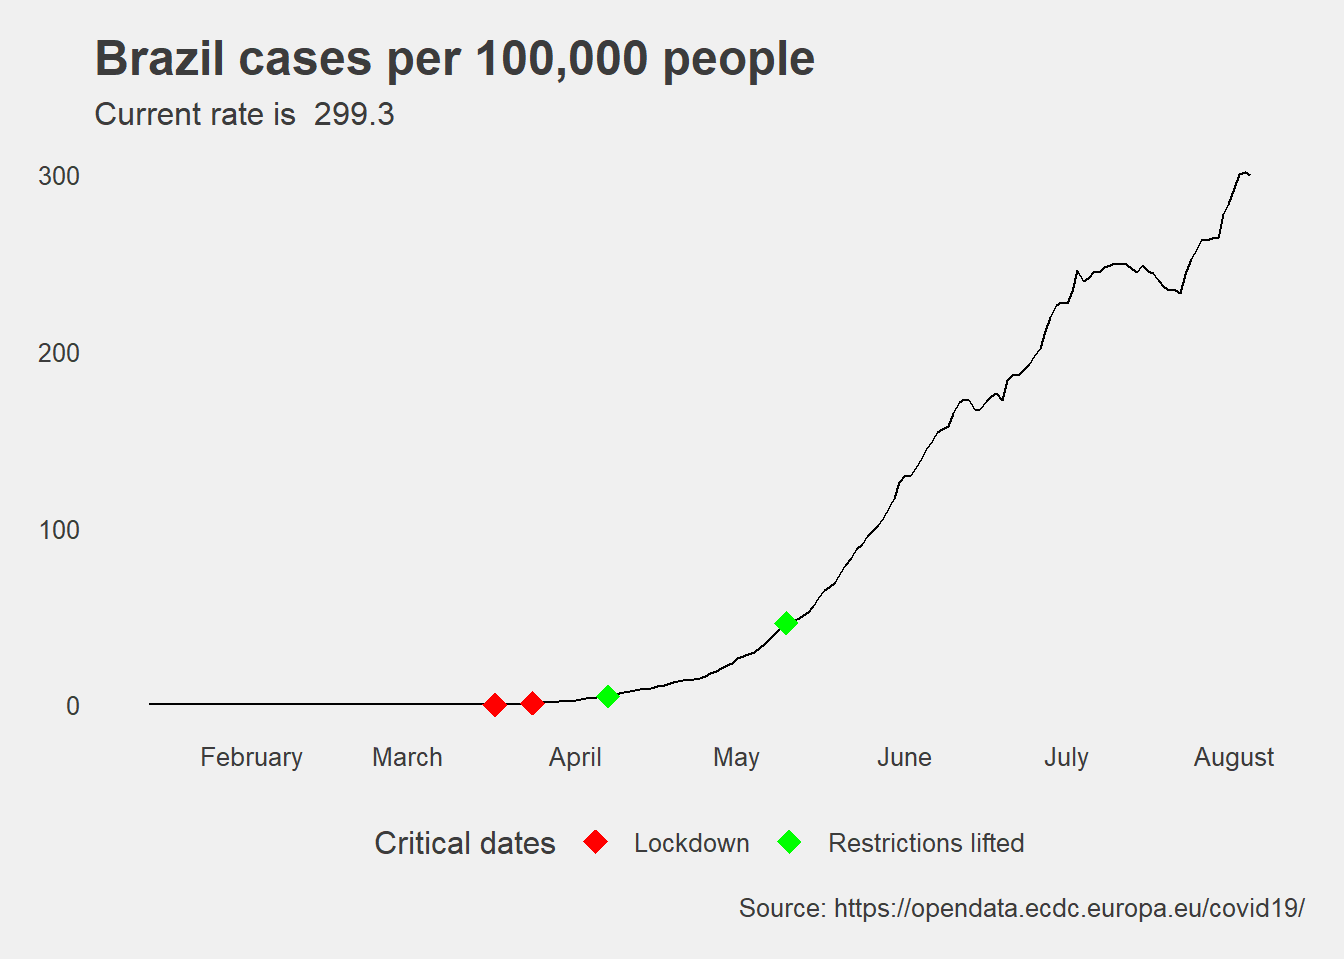 Brazil cases per 100,000 people
Current rate is  299.3
300
200
100
0
February March April May June July August
Critical dates Lockdown Restrictions lifted
Source: https://opendata.ecdc.europa.eu/covid19/